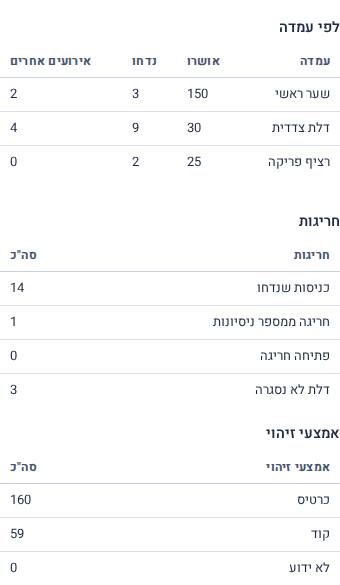 לפי עמדה
עמדה אושרו נדחו אירועים אחרים
שער ראשי 150 3 2
דלת צדדית 30 9 4
רציף פריקה 25 2 0
חריגות
חריגות סה"כ
כניסות שנדחו 14
חריגה ממספר ניסיונות 1
פתיחה חריגה 0
דלת לא נסגרה 3
אמצעי זיהוי
אמצעי זיהוי סה"כ
כרטיס 160
קוד 59
לא ידוע 0